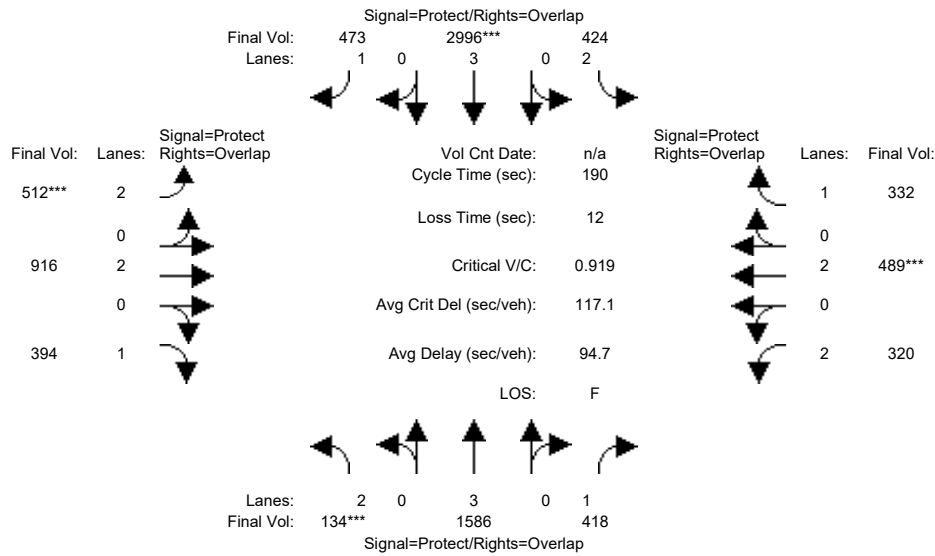 Signal=Protect/Rights=Overlap
Final Vol: 473 2996*** 424
Lanes: 1 0 3 0 2
Signal=Protect
Final Vol: Lanes: Rights=Overlap
Vol Cnt Date: n/a
Signal=Protect
Rights=Overlap Lanes: Final Vol:
Cycle Time (sec): 190
512*** 2 1 332
Loss Time (sec): 12
0 0
916 2 Critical V/C: 0.919 2 489***
0 Avg Crit Del (sec/veh): 117.1 0
394 1 Avg Delay (sec/veh): 94.7 2 320
LOS: F
Lanes: 2 0 3 0 1
Final Vol: 134*** 1586 418
Signal=Protect/Rights=Overlap